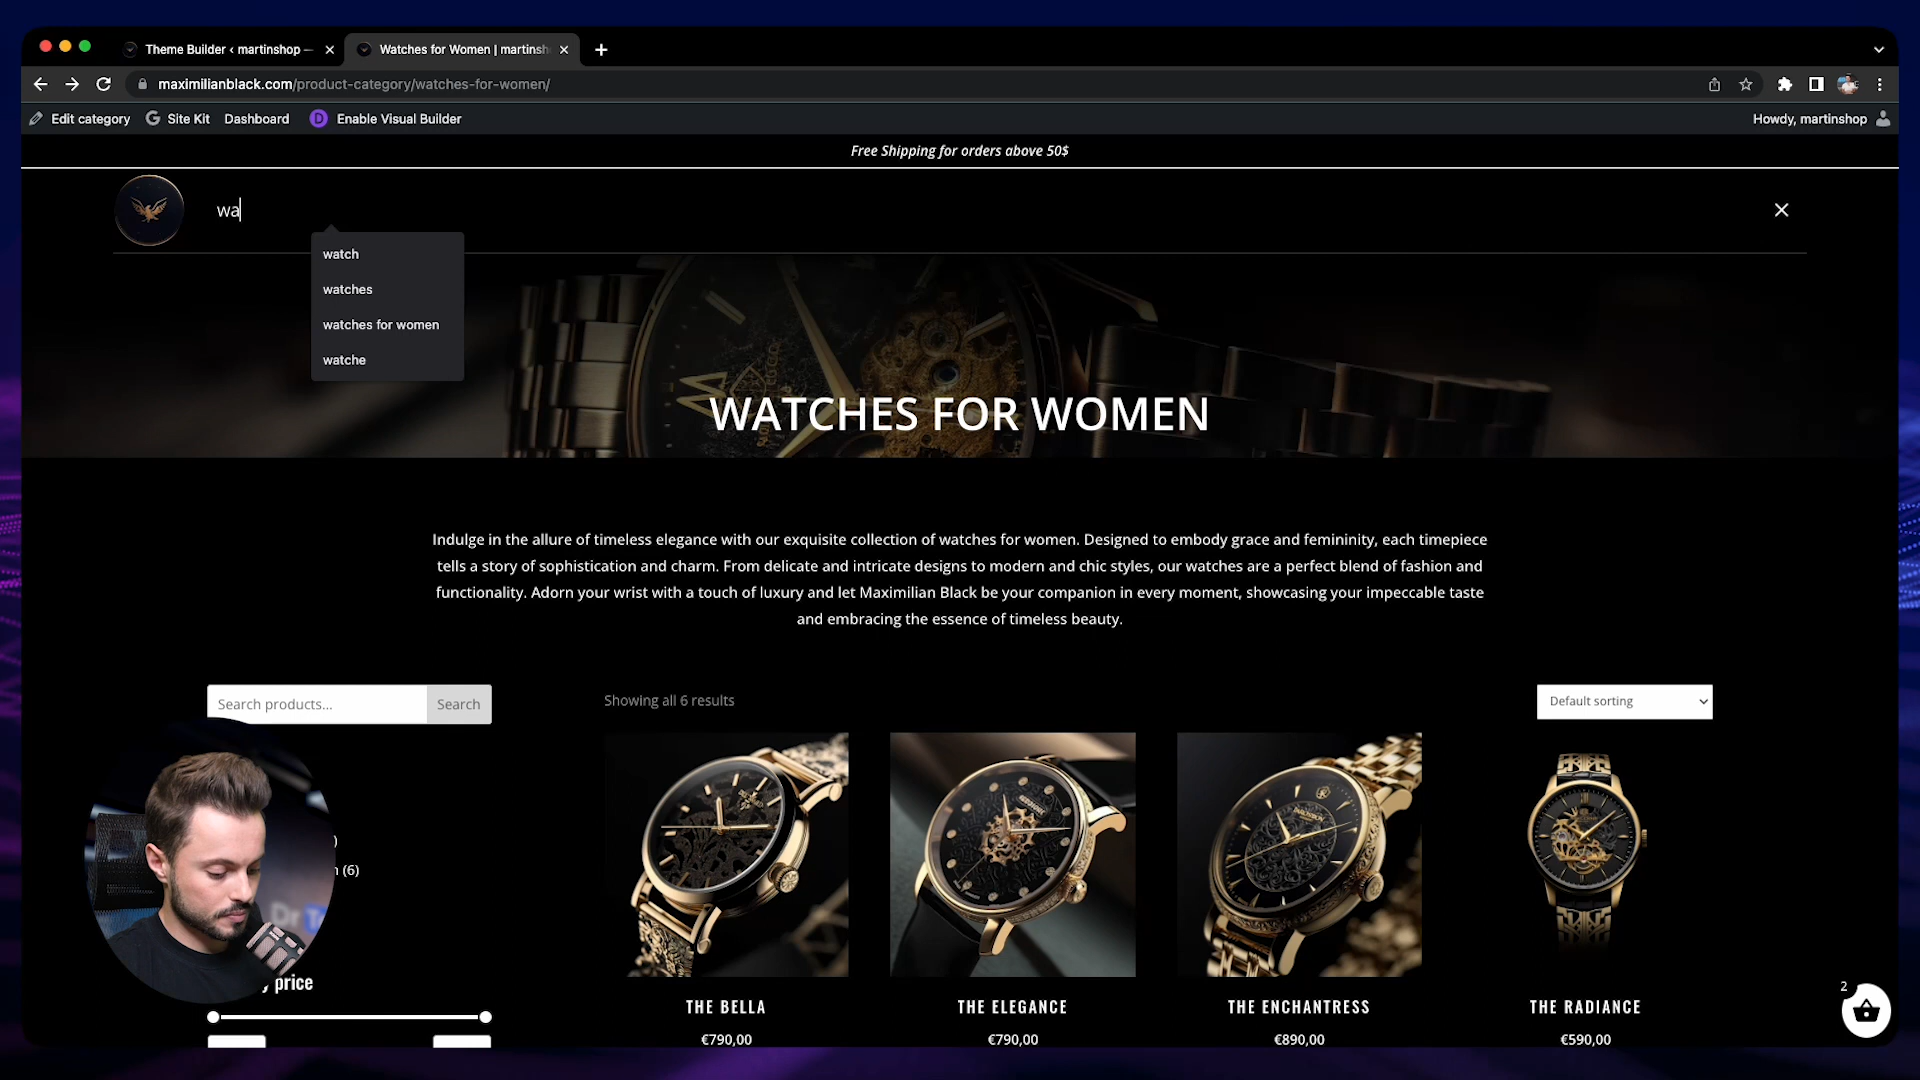 Theme Builder ‹ martinshop —
Watches for Women | martinsh
maximilianblack.com/product-category/watches-for-women/
Edit category
Site Kit
Dashboard
D
Enable Visual Builder
Howdy, martinshop
Free Shipping for orders above 50$
wa
watch
watches
watches for women
watche
WATCHES FOR WOMEN
Indulge in the allure of timeless elegance with our exquisite collection of watches for women. Designed to embody grace and femininity, each timepiece
tells a story of sophistication and charm. From delicate and intricate designs to modern and chic styles, our watches are a perfect blend of fashion and
functionality. Adorn your wrist with a touch of luxury and let Maximilian Black be your companion in every moment, showcasing your impeccable taste
and embracing the essence of timeless beauty.
Search products...
Search
Showing all 6 results
Default sorting
)
n (6)
y price
THE BELLA
THE ELEGANCE
THE ENCHANTRESS
THE RADIANCE
€790,00
€790,00
€890,00
€590,00
2